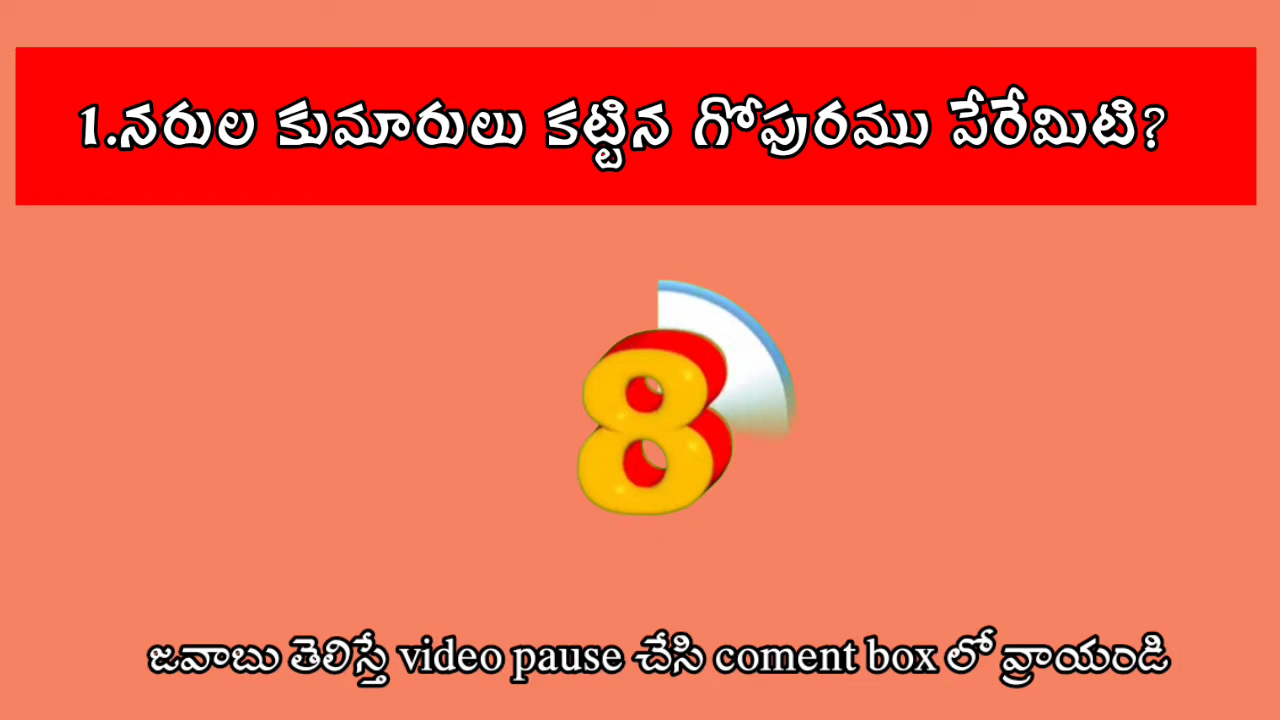 1.నరుల కుమారులు కట్టిన గోపురము పేరేమిటి?
8
జవాబు తెలిస్తే video pause చేసి coment box లో వ్రాయండి